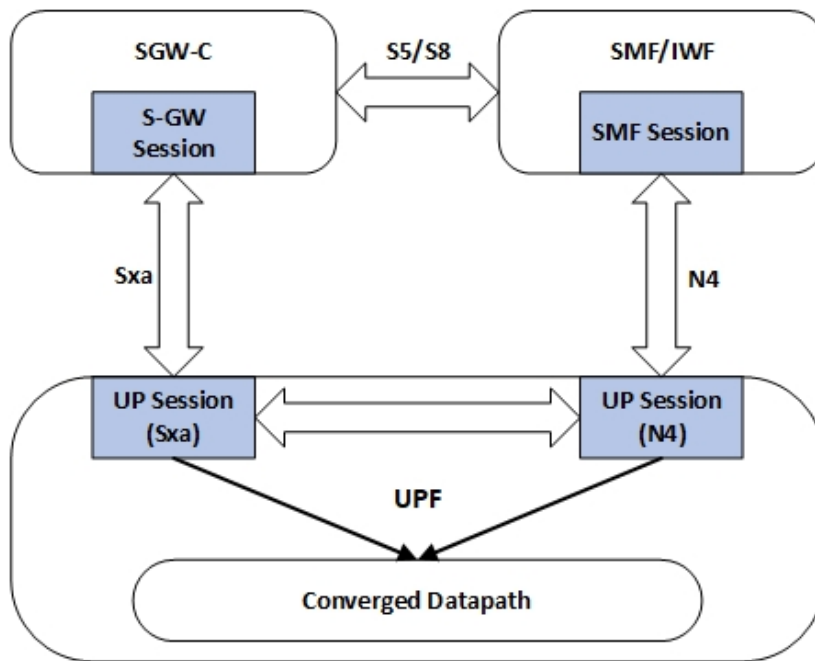 SGW-C
S5/S8
SMF/IWF
S-GW
Session
SMF Session
Sxa
N4
UP Session
(Sxa)
UP Session
(N4)
UPF
Converged Datapath